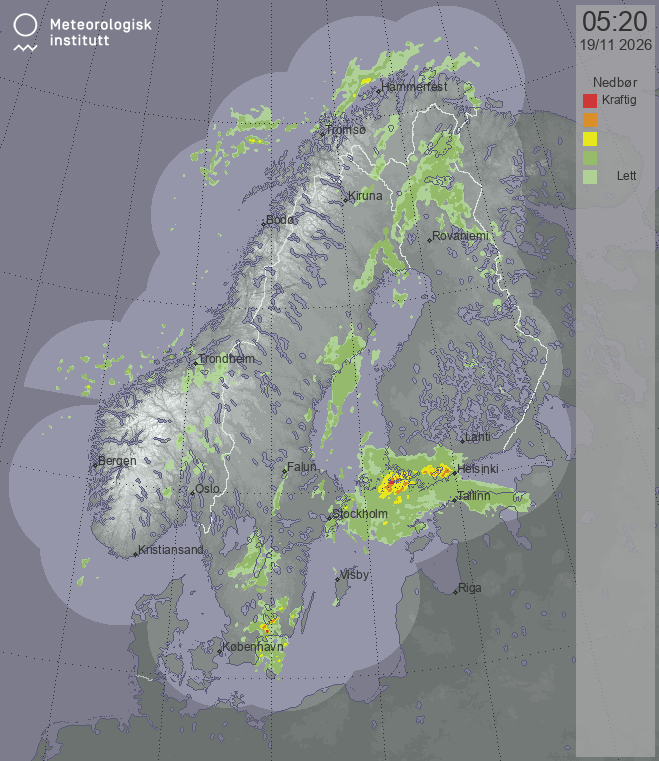 Meteorologisk
institutt
05:20
19/11 2026
Nedbør
Kraftig
Lett
Hammerfest
Tromsø
Kiruna
Bodø
Rovaniemi
Trondheim
Lahti
Bergen
Falun
Helsinki
Oslo
Tallinn
Stockholm
Kristiansand
Visby
Riga
København